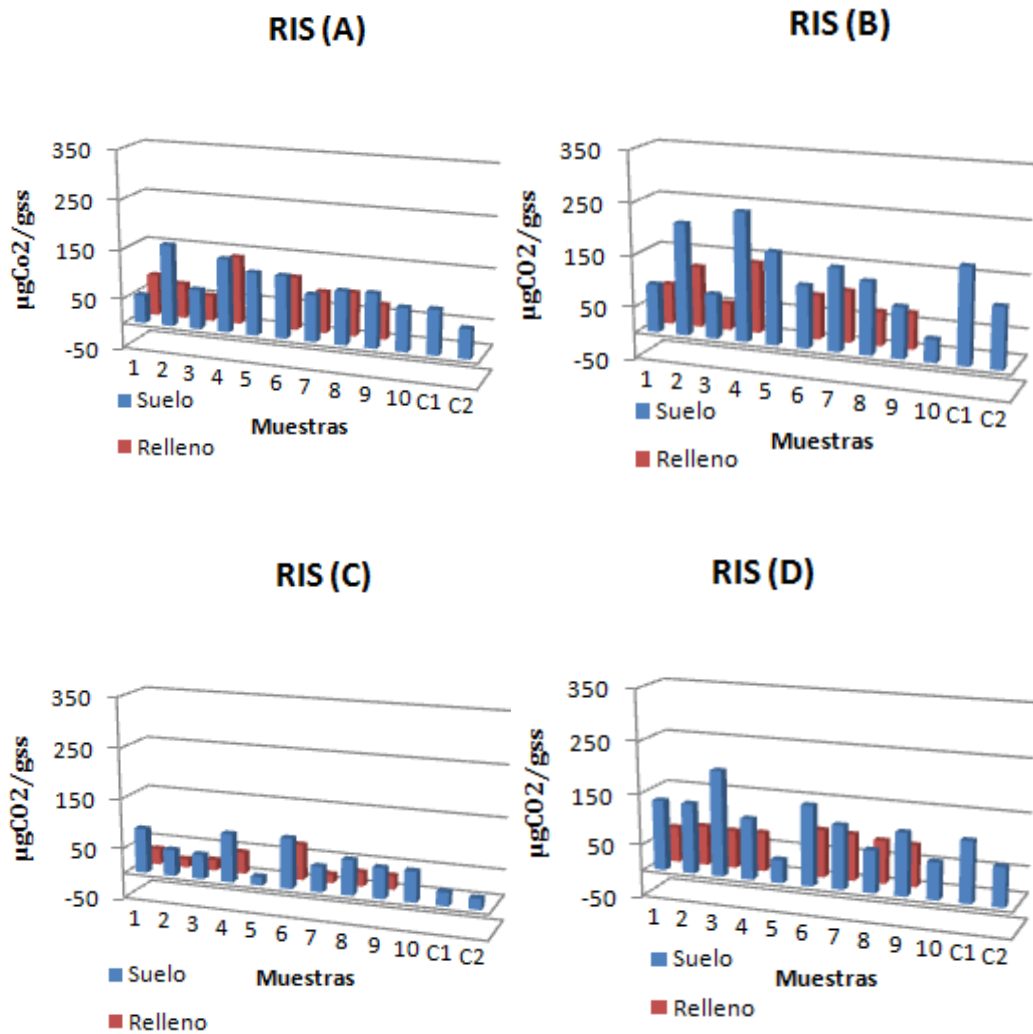 RIS (A)
350
250
150
50
-50
µgCo2/gss
1 2 3 4 5 6 7 8 9 10 C1 C2
Suelo
Muestras
Relleno
RIS (B)
350
250
150
50
-50
µgCO2/gss
1 2 3 4 5 6 7 8 9 10 C1 C2
Suelo
Muestras
Relleno
RIS (C)
350
250
150
50
-50
µgCO2/gss
1 2 3 4 5 6 7 8 9 10 C1 C2
Suelo
Muestras
Relleno
RIS (D)
350
250
150
50
-50
µgCO2/gss
1 2 3 4 5 6 7 8 9 10 C1 C2
Suelo
Muestras
Relleno